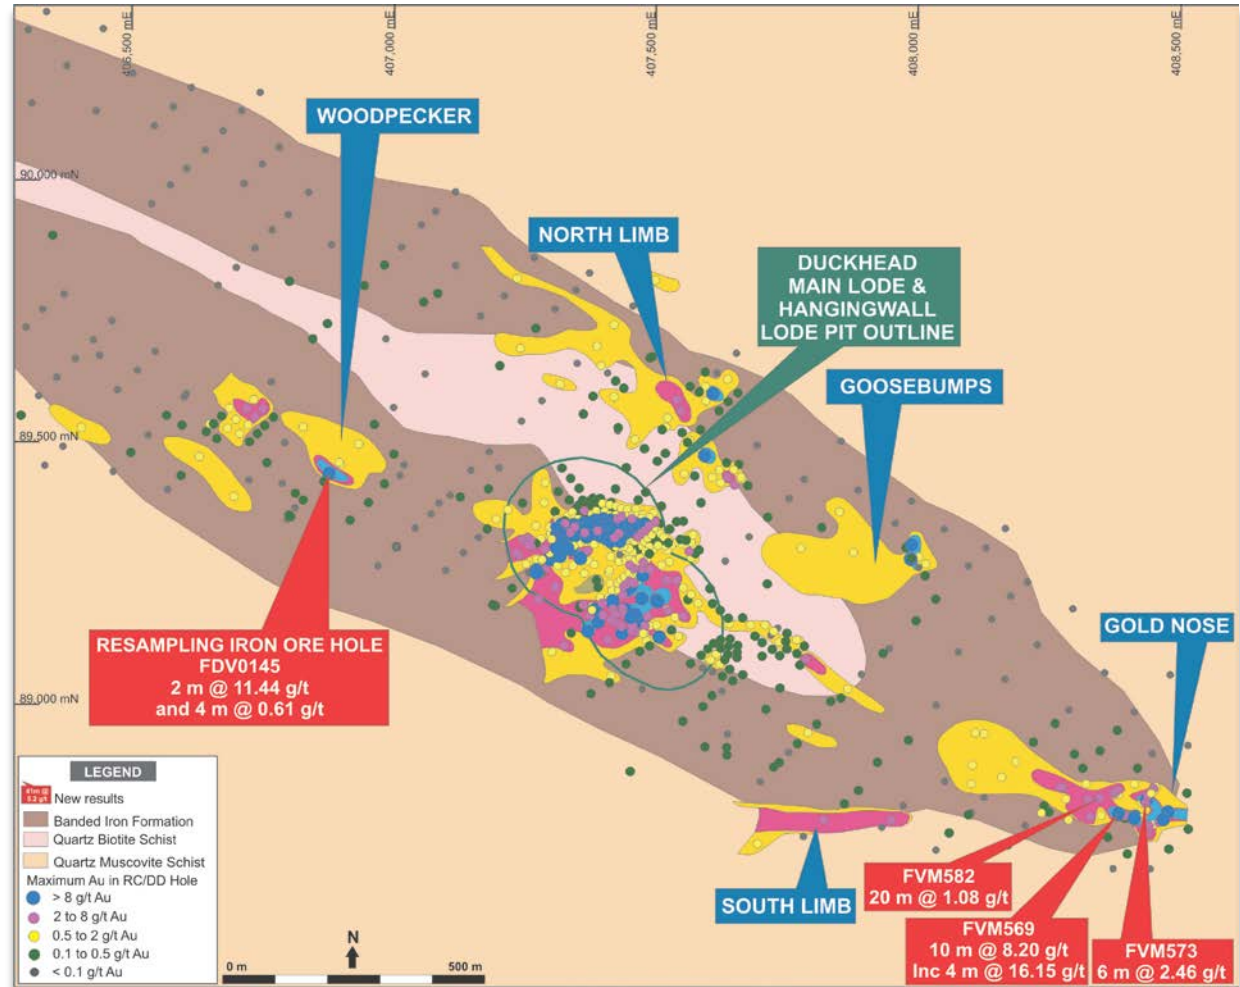 406,500 mE
407,000 mE
407,500 mE
408,000 mE
408,500 mE
WOODPECKER
90,000 mN
NORTH LIMB
DUCKHEAD
MAIN LODE &
HANGINGWALL
LODE PIT OUTLINE
GOOSEBUMPS
89,500 mN
GOLD NOSE
RESAMPLING IRON ORE HOLE
FDV0145
2 m @ 11.44 g/t
and 4 m @ 0.61 g/t
89,000 mN
LEGEND
New results
Banded Iron Formation
Quartz Biotite Schist
Quartz Muscovite Schist
Maximum Au in RC/DD Hole
> 8 g/t Au
2 to 8 g/t Au
0.5 to 2 g/t Au
0.1 to 0.5 g/t Au
< 0.1 g/t Au
N
0 m
500 m
SOUTH LIMB
FVM582
20 m @ 1.08 g/t
FVM569
10 m @ 8.20 g/t
Inc 4 m @ 16.15 g/t
FVM573
6 m @ 2.46 g/t